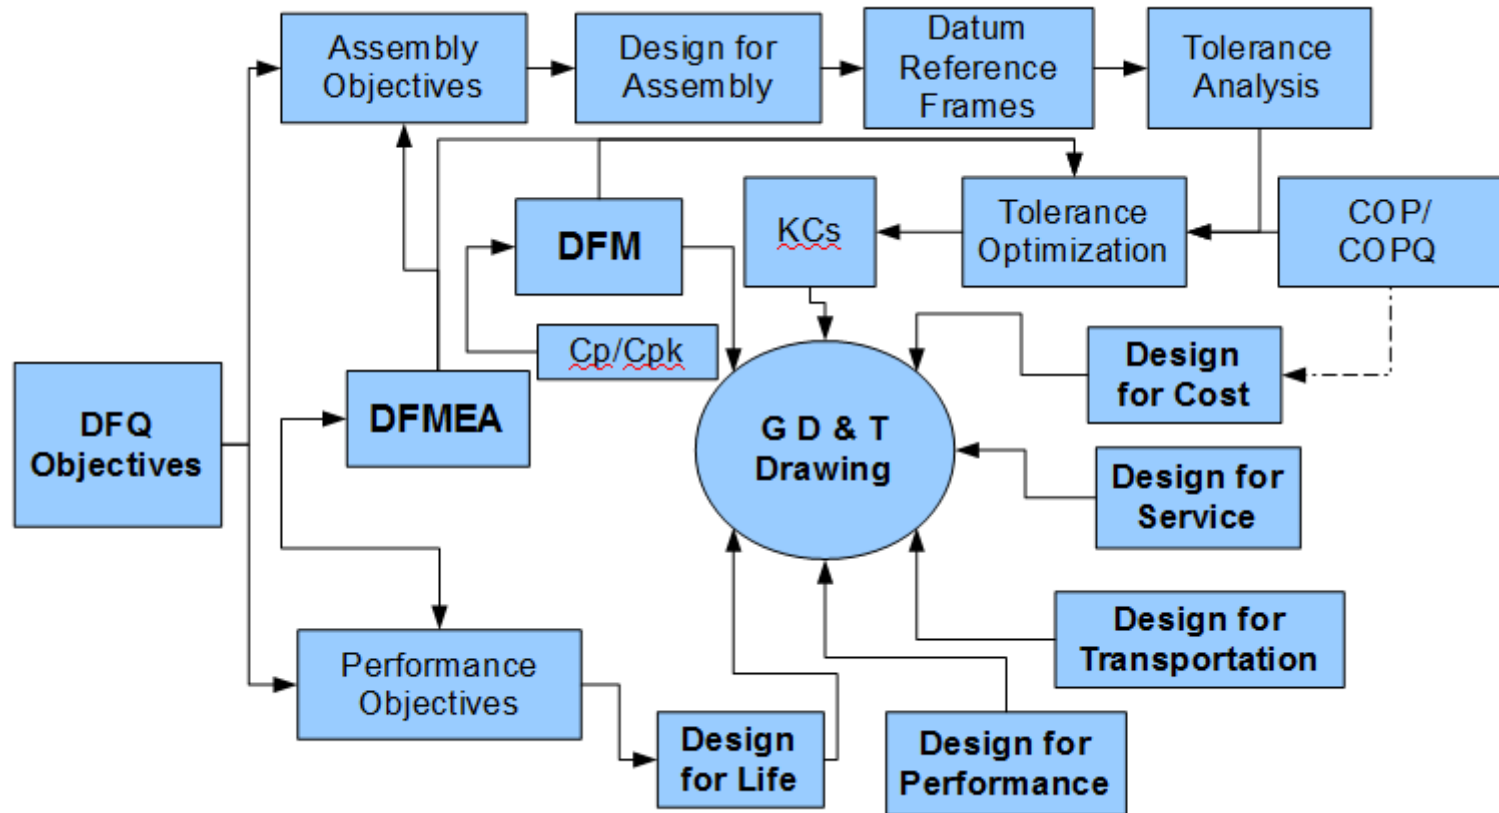 Assembly
Objectives
Design for
Assembly
Datum
Reference
Frames
Tolerance
Analysis
DFM
KCs
Tolerance
Optimization
COP/
COPQ
Cp/Cpk
Design
for Cost
DFQ
Objectives
DFMEA
G D & T
Drawing
Design for
Service
Performance
Objectives
Design
for Life
Design for
Performance
Design for
Transportation